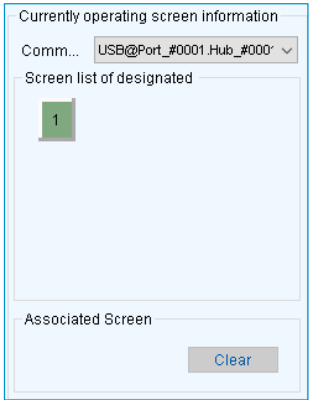 Currently operating screen information
Comm... USB@Port_#0001.Hub_#000
Screen list of designated
1
Associated Screen
Clear